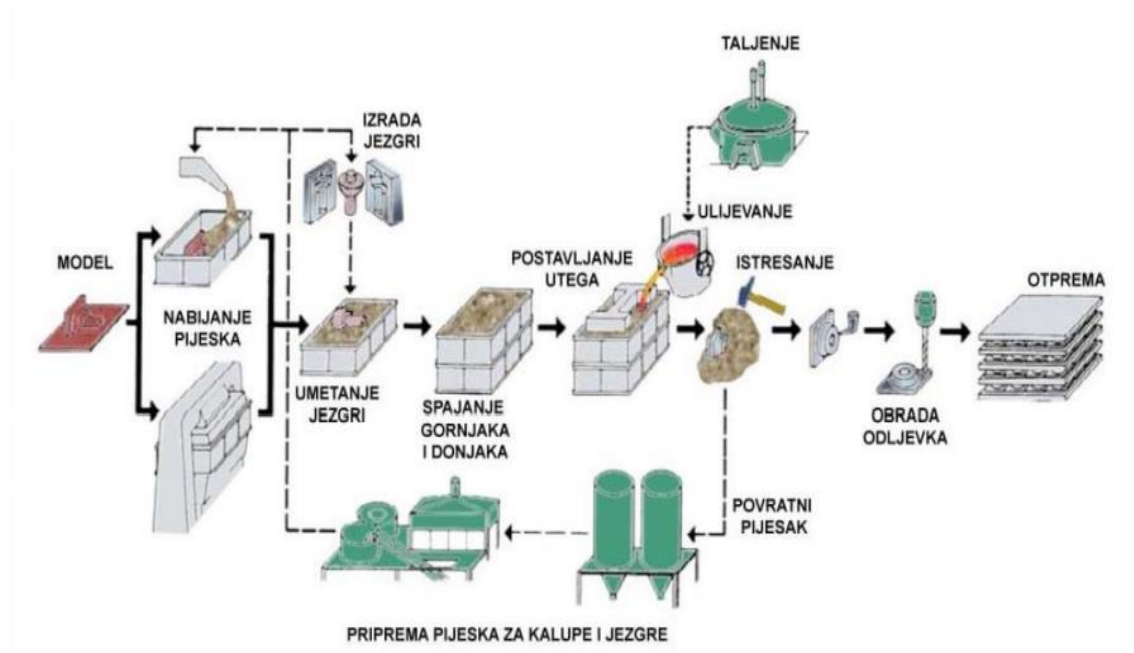 TALJENJE
IZRADA
JEZGRI
ULIJEVANJE
MODEL
NABIJANJE
PIJESKA
POSTAVLJANJE
UTEGA
ISTRESANJE
OTPREMA
UMETANJE
JEZGRI
SPAJANJE
GORNJAKA
I DONJAKA
OBRADA
ODLJEVKA
POVRATNI
PIJESAK
PRIPREMA PIJESKA ZA KALUPE I JEZGRE